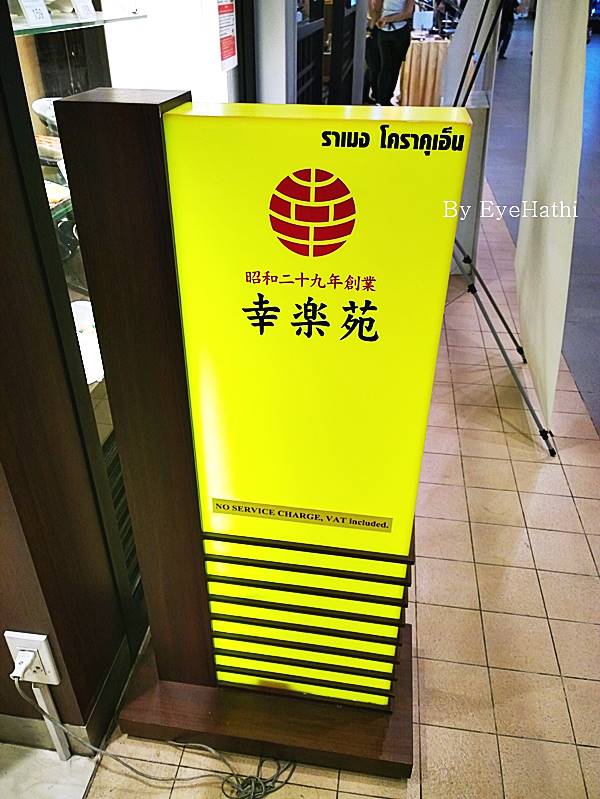 ราเมง โคราคุเอ็น
By EyeHathi
昭和二十九年創業
幸楽苑
NO SERVICE CHARGE, VAT included.